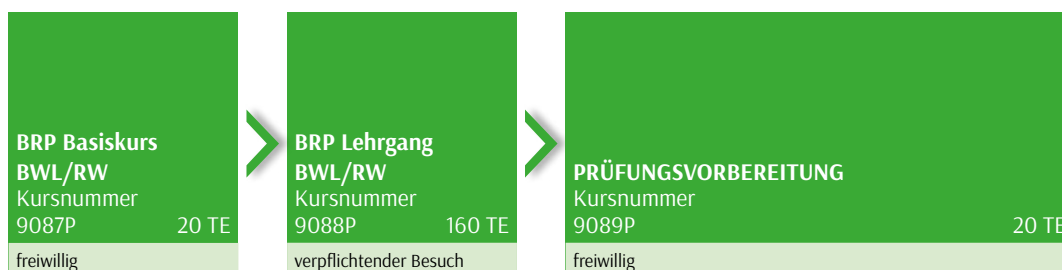 BRP Basiskurs
BWL/RW
Kursnummer
9087P 20 TE
freiwillig
BRP Lehrgang
BWL/RW
Kursnummer
9088P 160 TE
verpflichtender Besuch
PRÜFUNGSVORBEREITUNG
Kursnummer
9089P 20 TE
freiwillig